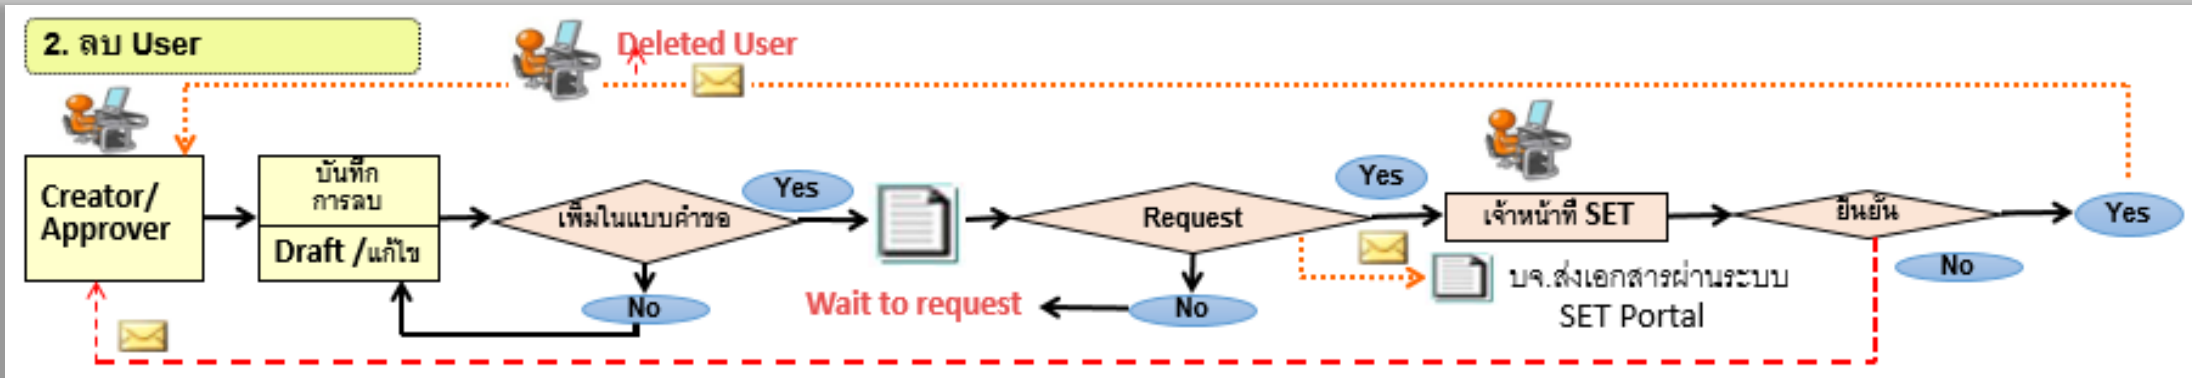 2. ลบ User
Deleted User
Creator/
Approver
บันทึก
การลบ
Draft /แก้ไข
เพิ่มในแบบคำขอ
Yes
No
Request
Yes
No
Wait to request
เจ้าหน้าที่ SET
บจ.ส่งเอกสารผ่านระบบ
SET Portal
ยืนยัน
Yes
No